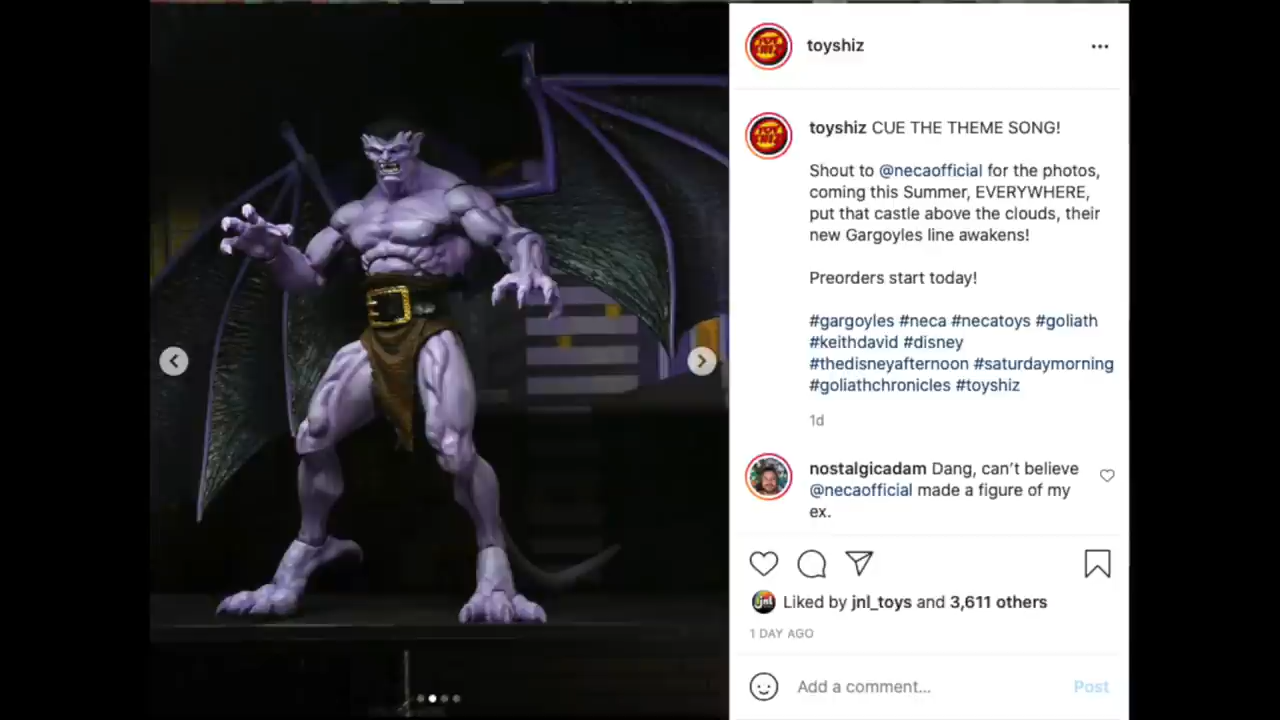 toyshiz
toyshiz CUE THE THEME SONG!
Shout to @necaofficial for the photos,
coming this Summer, EVERYWHERE,
put that castle above the clouds, their
new Gargoyles line awakens!
Preorders start today!
#gargoyles #neca #necatoys #goliath
#keithdavid #disney
#thedisneyafternoon #saturdaymorning
#goliathchronicles #toyshiz
1d
nostalgicadam Dang, can’t believe
@necaofficial made a figure of my
ex.
Liked by jnl_toys and 3,611 others
1 DAY AGO
Add a comment... Post